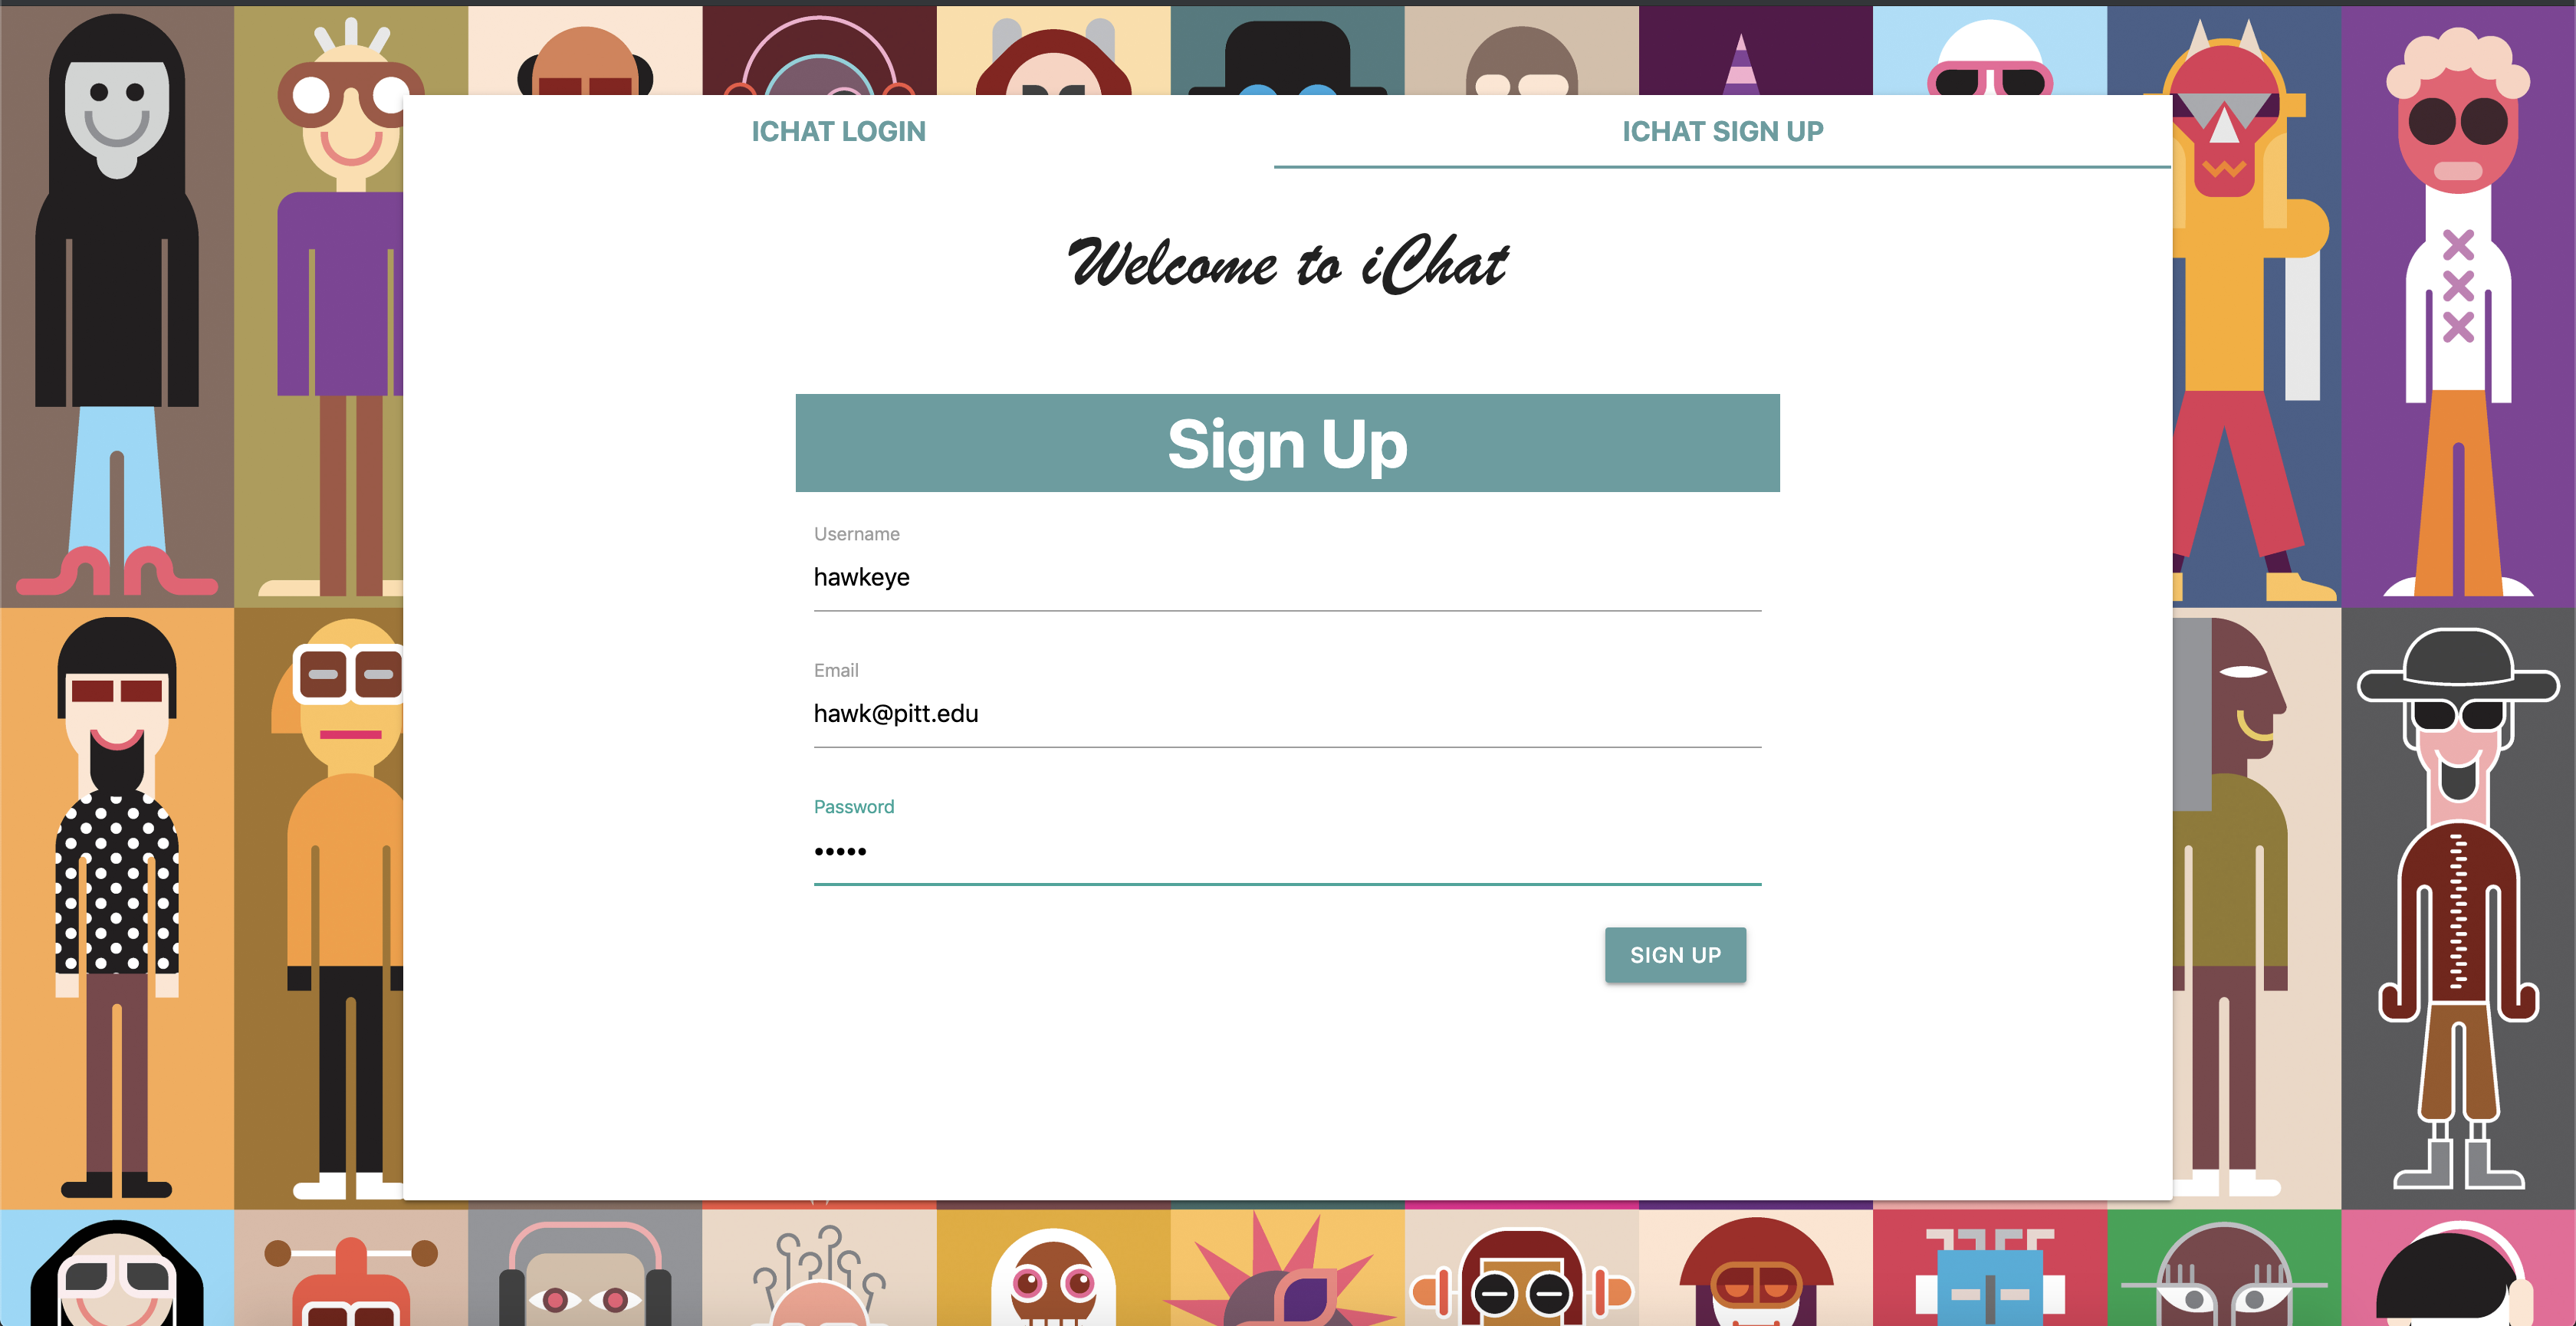 ICHAT LOGIN
ICHAT SIGN UP
Welcome to iChat
Sign Up
Username
hawkeye
Email
hawk@pitt.edu
Password
•••••
SIGN UP